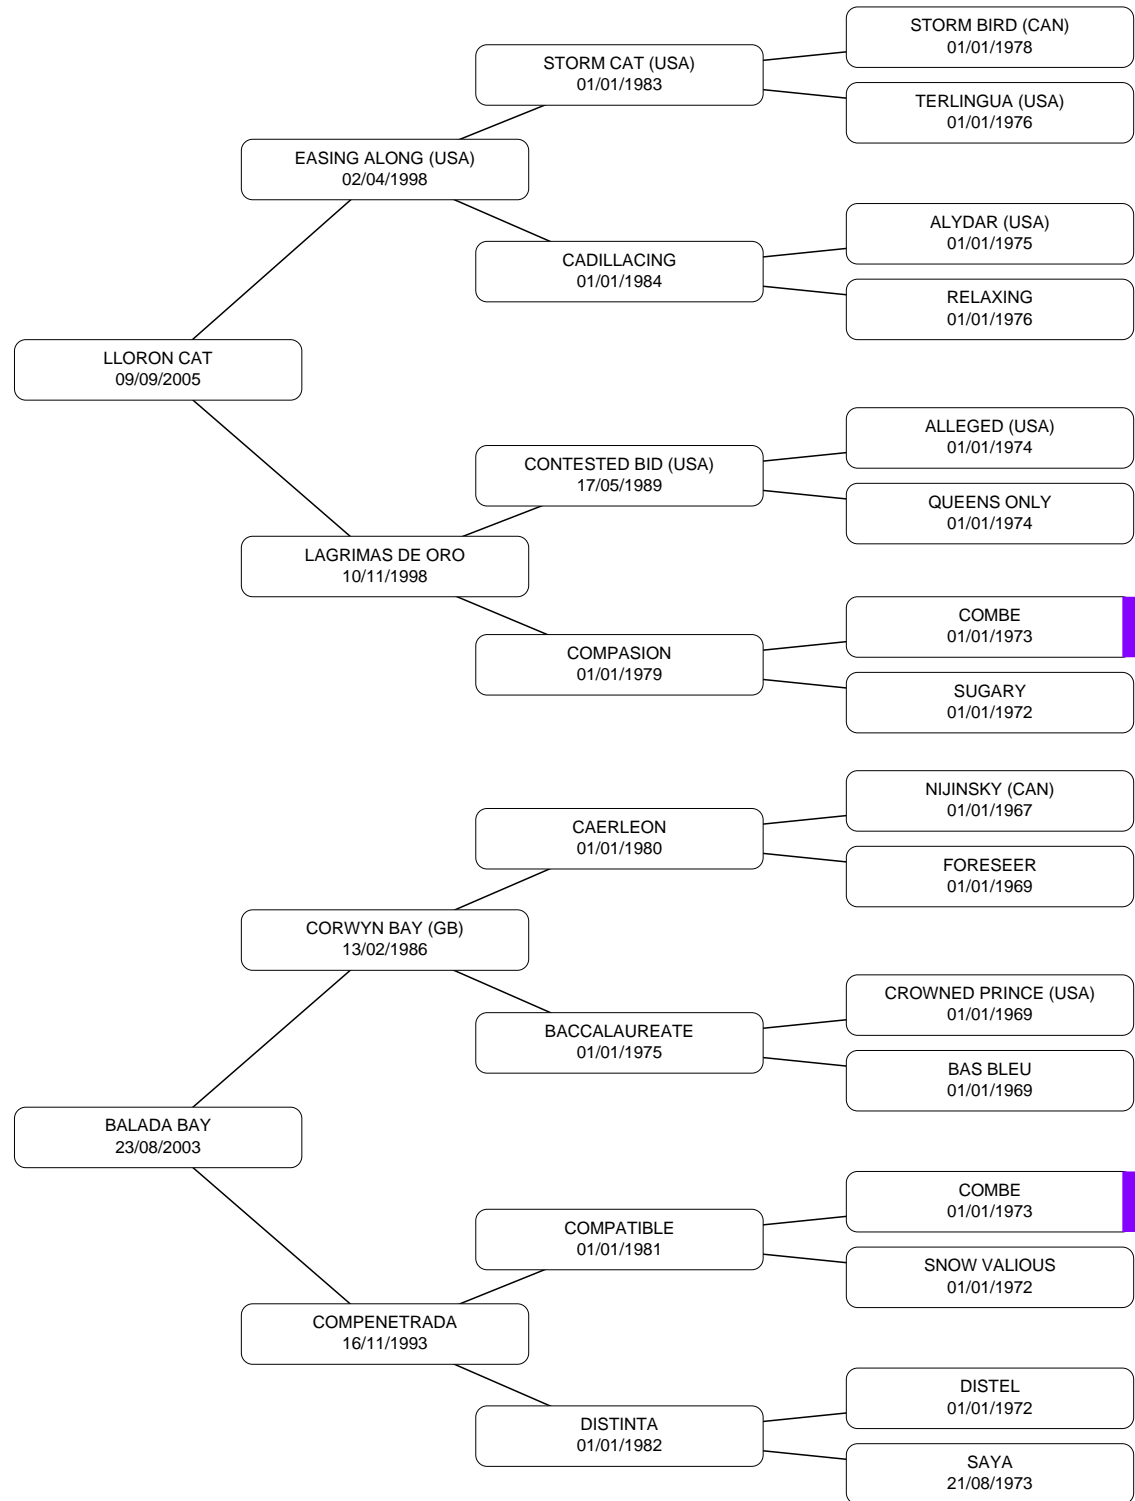 STORM BIRD (CAN)
01/01/1978
STORM CAT (USA)
01/01/1983
TERLINGUA (USA)
01/01/1976
EASING ALONG (USA)
02/04/1998
ALYDAR (USA)
01/01/1975
CADILLACING
01/01/1984
RELAXING
01/01/1976
LLORON CAT
09/09/2005
ALLEGED (USA)
01/01/1974
CONTESTED BID (USA)
17/05/1989
QUEENS ONLY
01/01/1974
LAGRIMAS DE ORO
10/11/1998
COMBE
01/01/1973
COMPASION
01/01/1979
SUGARY
01/01/1972
NIJINSKY (CAN)
01/01/1967
CAERLEON
01/01/1980
FORESEER
01/01/1969
CORWYN BAY (GB)
13/02/1986
CROWNED PRINCE (USA)
01/01/1969
BACCALAUREATE
01/01/1975
BAS BLEU
01/01/1969
BALADA BAY
23/08/2003
COMBE
01/01/1973
COMPATIBLE
01/01/1981
SNOW VALIOUS
01/01/1972
COMPENETRADA
16/11/1993
DISTEL
01/01/1972
DISTINTA
01/01/1982
SAYA
21/08/1973